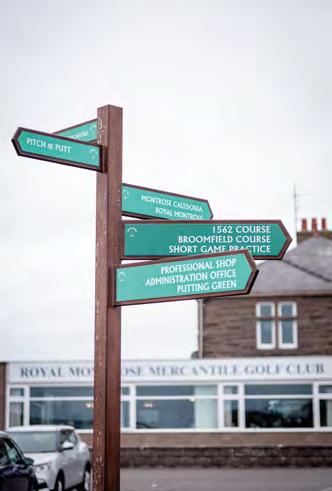 PITCH & PUTT
MONTROSE CALEDONIA
ROYAL MONTROSE
1562 COURSE
BROOMFIELD COURSE
SHORT GAME PRACTICE
PROFESSIONAL SHOP
ADMINISTRATION OFFICE
PUTTING GREEN
ROYAL MERCANTILE GOLF CLUB